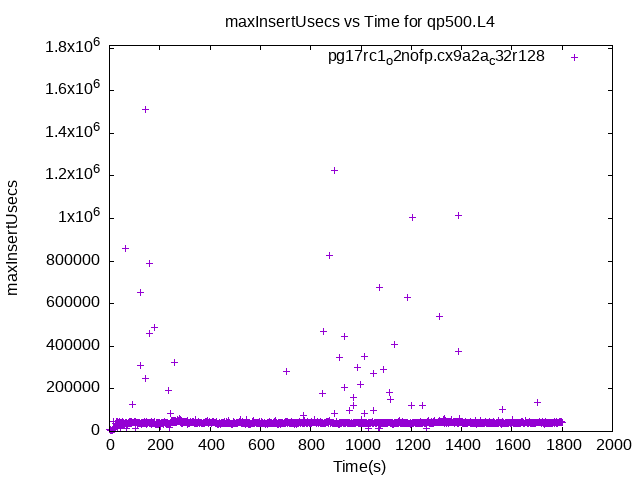 maxInsertUsecs vs Time for qp500.L4
pg17rc1_o2nofp.cx9a2a_c32r128
1.8x10^6
1.6x10^6
1.4x10^6
1.2x10^6
1x10^6
800000
600000
400000
200000
0
maxInsertUsecs
0 200 400 600 800 1000 1200 1400 1600 1800 2000
Time(s)